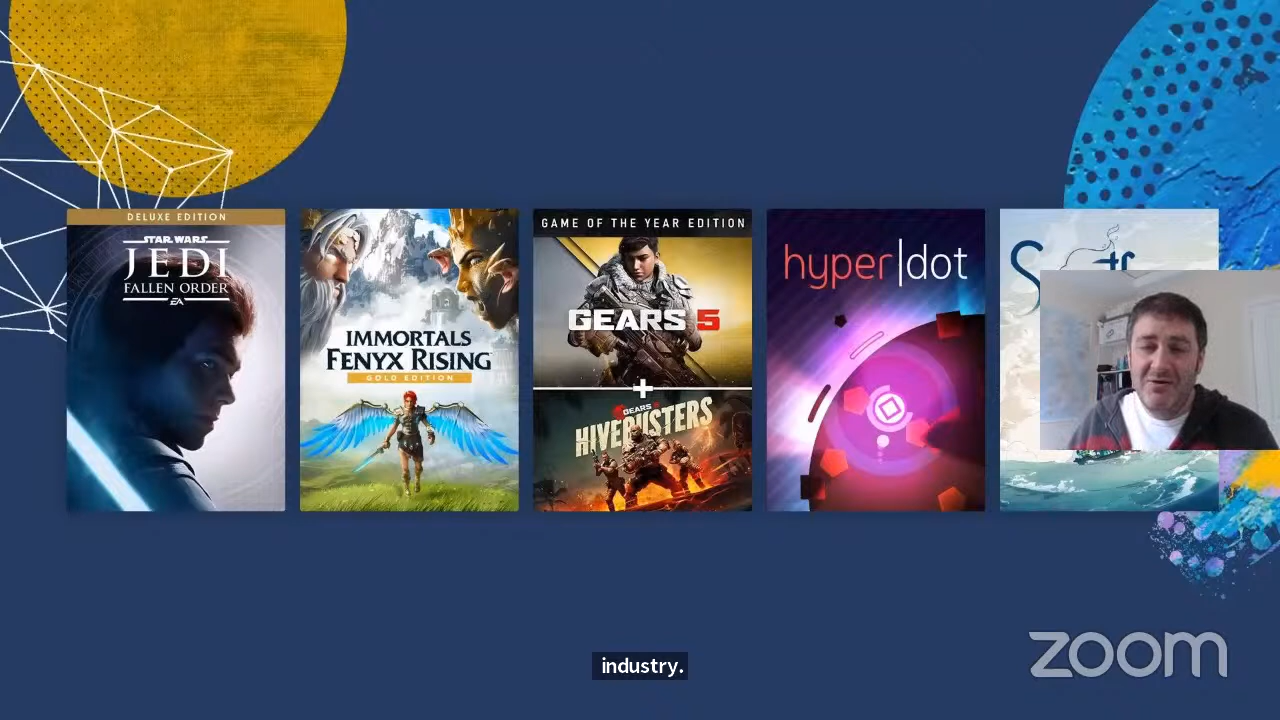 DELUXE EDITION
STAR WARS
JEDI
FALLEN ORDER
EA
IMMORTALS
FENYX RISING
GOLD EDITION
GAME OF THE YEAR EDITION
GEARS 5
+
GEARS
HIVEBUSTERS
hyper|dot
industry.
zoom